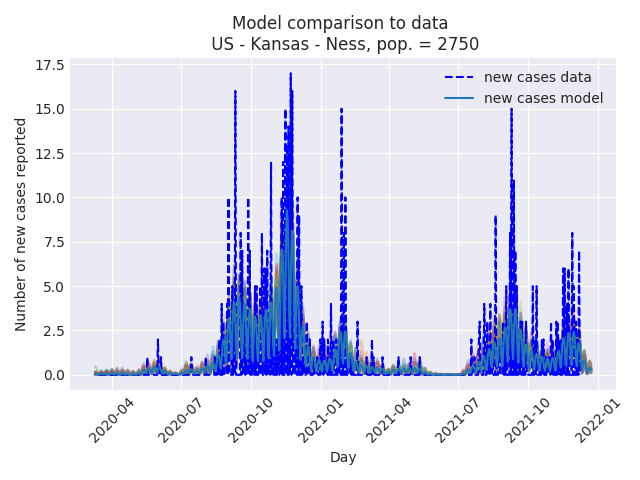 Model comparison to data
US - Kansas - Ness, pop. = 2750
17.5
15.0
12.5
10.0
7.5
5.0
2.5
0.0
Number of new cases reported
new cases data
new cases model
2020-04
2020-07
2020-10
2021-01
2021-04
2021-07
2021-10
2022-01
Day